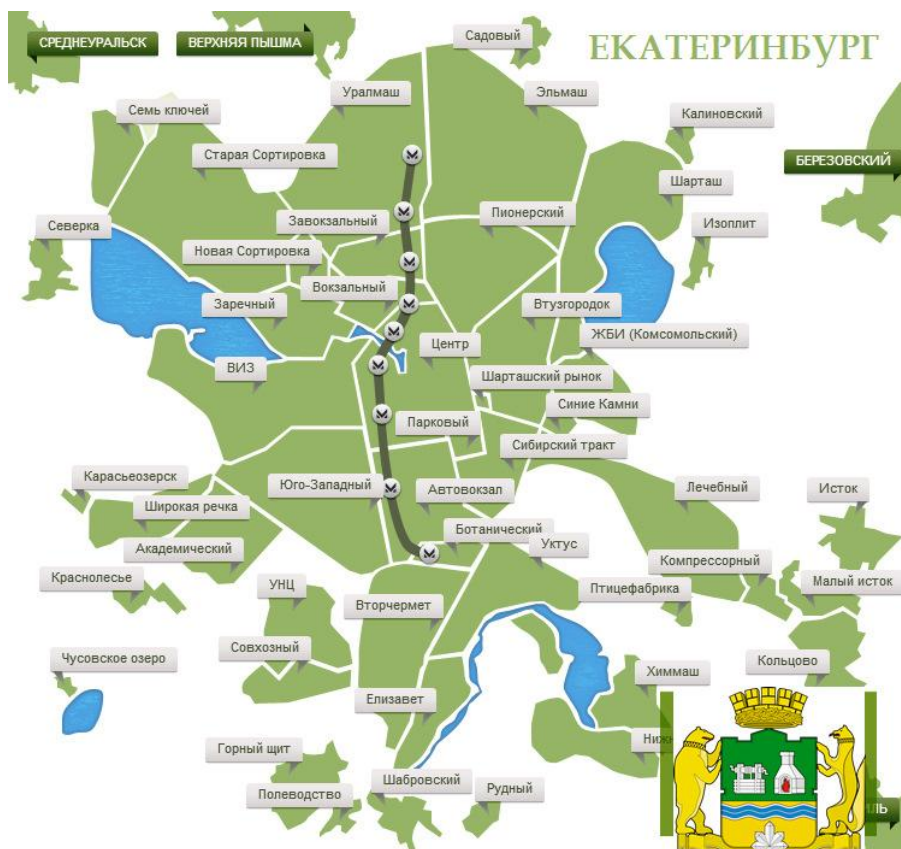 СРЕДНЕУРАЛЬСК
ВЕРХНЯЯ ПЫШМА
Садовый
ЕКАТЕРИНБУРГ
Уралмаш
Эльмаш
Семь ключей
Калиновский
Старая Сортировка
БЕРЕЗОВСКИЙ
Шарташ
Завокзальный
Пионерский
Северка
Изоплит
Новая Сортировка
Вокзальный
Заречный
Втузгородок
ЖБИ (Комсомольский)
Центр
ВИЗ
Шарташский рынок
Синие Камни
Парковый
Сибирский тракт
Карасьеозерск
Юго-Западный
Автовокзал
Лечебный
Исток
Широкая речка
Ботанический
Академический
Уктус
Компрессорный
Краснолесье
УНЦ
Птицефабрика
Малый исток
Вторчермет
Совхозный
Чусовское озеро
Кольцово
Химмаш
Елизавет
Горный щит
Шабровский
Полеводство
Рудный